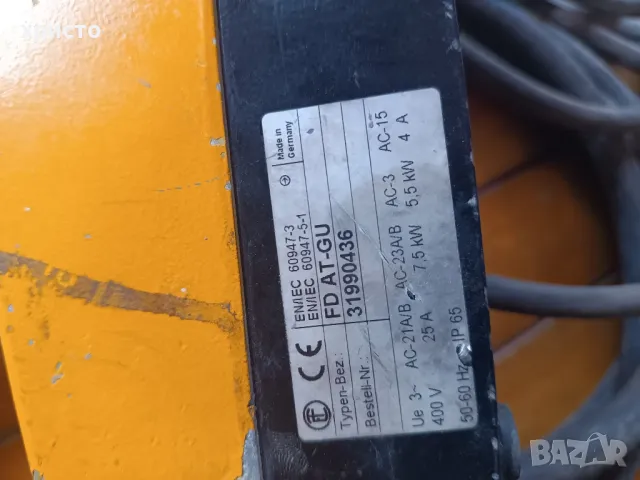 христо
EN/IEC 60947-3
EN/IEC 60947-5-1
Made in
Germany
CE
Typen-Bez.: FD AT-GU
Bestell-Nr.: 31990436
Ue 3~ AC-21A/B AC-23A/B AC-3 AC-15
400 V 25 A 7,5 kW 5,5 kW 4 A
50-60 Hz IP 65
BAZAR